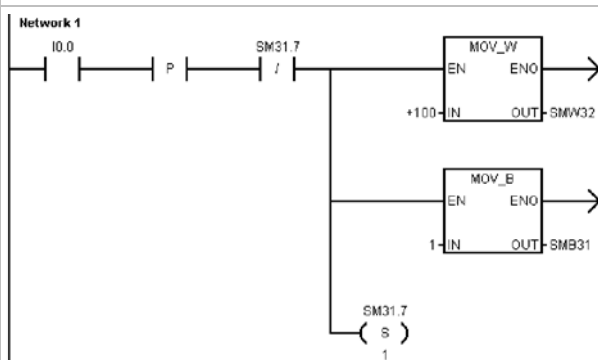 Network 1
I0.0
P
SM31.7
/
MOV_W
EN ENO
+100 IN OUT SMW32
MOV_B
EN ENO
1 IN OUT SMB31
SM31.7
S
1